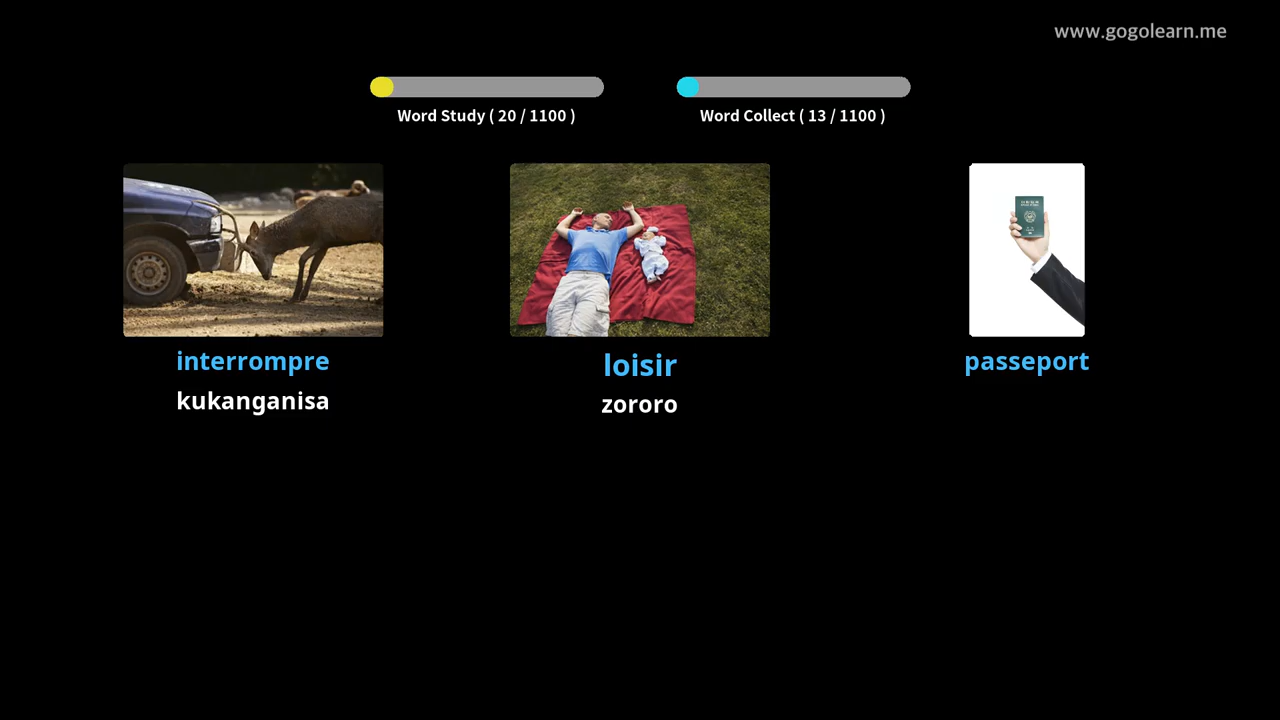 www.gogolearn.me
Word Study ( 20 / 1100 )
Word Collect ( 13 / 1100 )
interrompre
kukanganisa
loisir
zororo
passeport